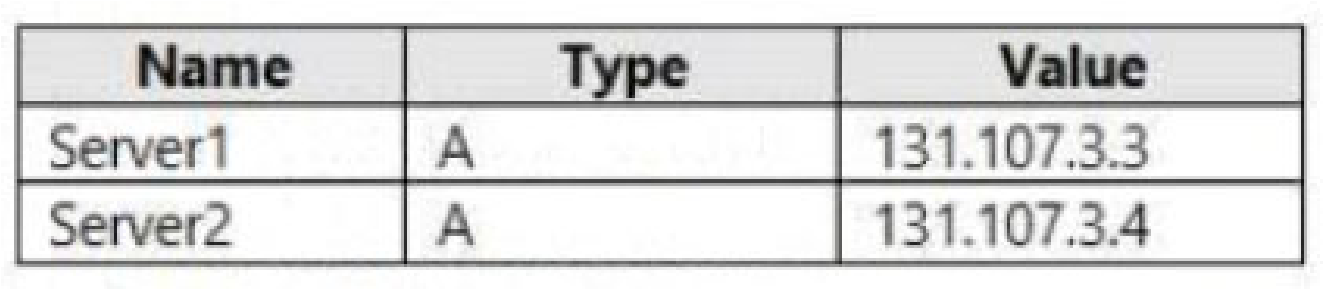 Name Type Value
Server1 A 131.107.3.3
Server2 A 131.107.3.4